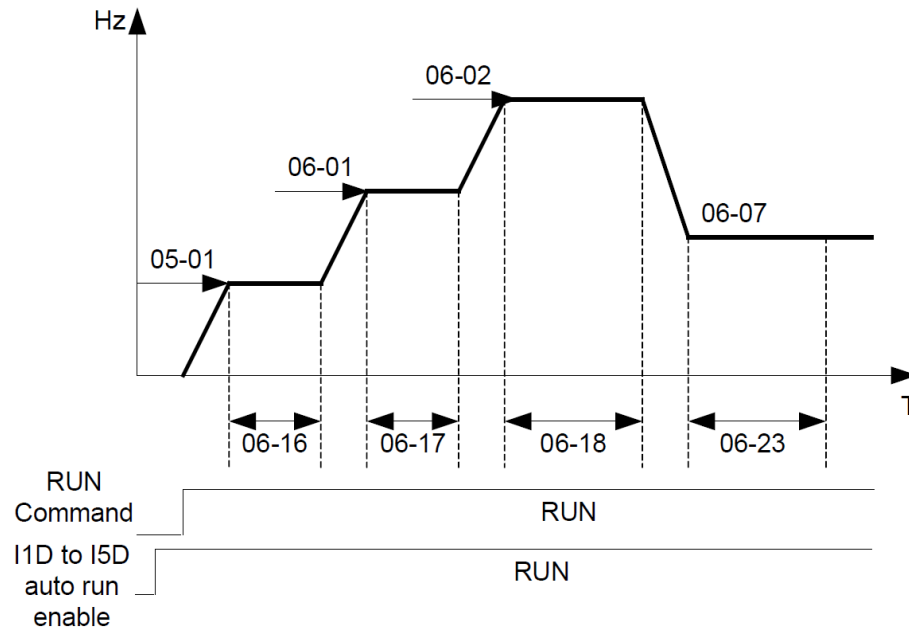 Hz
06-02
06-01
06-07
05-01
T
06-16
06-17
06-18
06-23
RUN
Command
RUN
I1D to I5D
auto run
enable
RUN